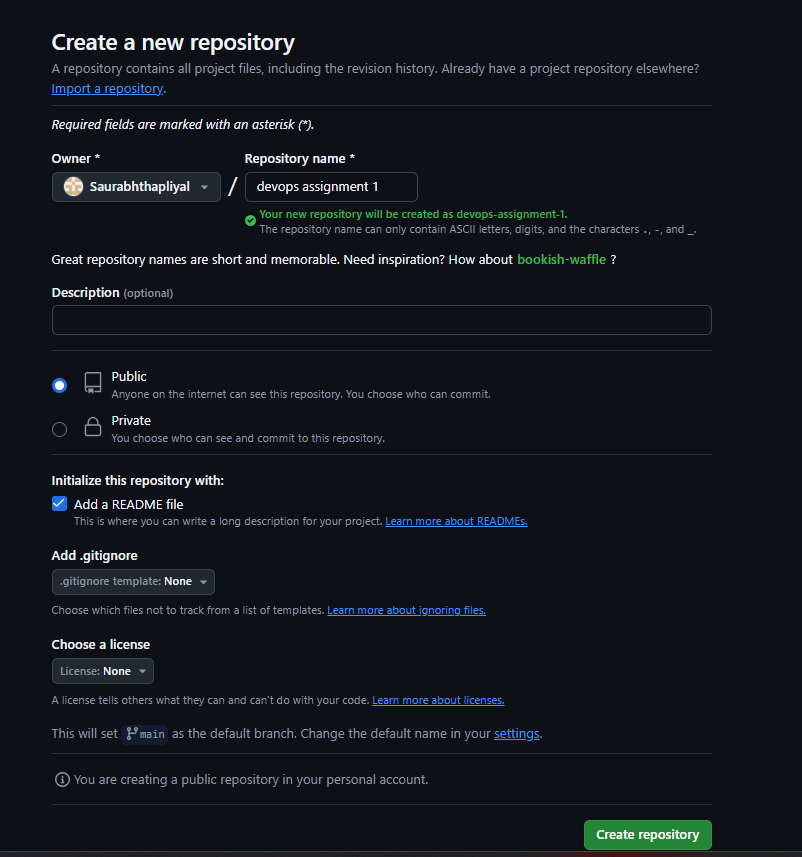 Create a new repository
A repository contains all project files, including the revision history. Already have a project repository elsewhere?
Import a repository.
Required fields are marked with an asterisk (*).
Owner *
Repository name *
Saurabhthapliyal
/
devops assignment 1
Your new repository will be created as devops-assignment-1.
The repository name can only contain ASCII letters, digits, and the characters ., -, and _.
Great repository names are short and memorable. Need inspiration? How about bookish-waffle ?
Description (optional)
Public
Anyone on the internet can see this repository. You choose who can commit.
Private
You choose who can see and commit to this repository.
Initialize this repository with:
Add a README file
This is where you can write a long description for your project. Learn more about READMEs.
Add .gitignore
.gitignore template: None
Choose which files not to track from a list of templates. Learn more about ignoring files.
Choose a license
License: None
A license tells others what they can and can't do with your code. Learn more about licenses.
This will set main as the default branch. Change the default name in your settings.
You are creating a public repository in your personal account.
Create repository